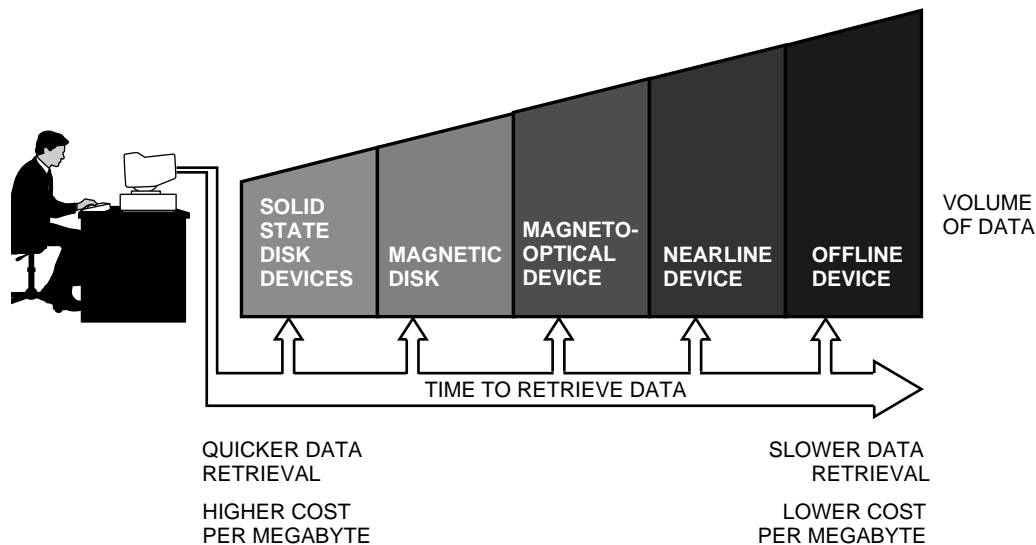 SOLID
STATE
DISK
DEVICES
MAGNETIC
DISK
MAGNETO-
OPTICAL
DEVICE
NEARLINE
DEVICE
OFFLINE
DEVICE
VOLUME
OF DATA
TIME TO RETRIEVE DATA
QUICKER DATA
RETRIEVAL
HIGHER COST
PER MEGABYTE
SLOWER DATA
RETRIEVAL
LOWER COST
PER MEGABYTE